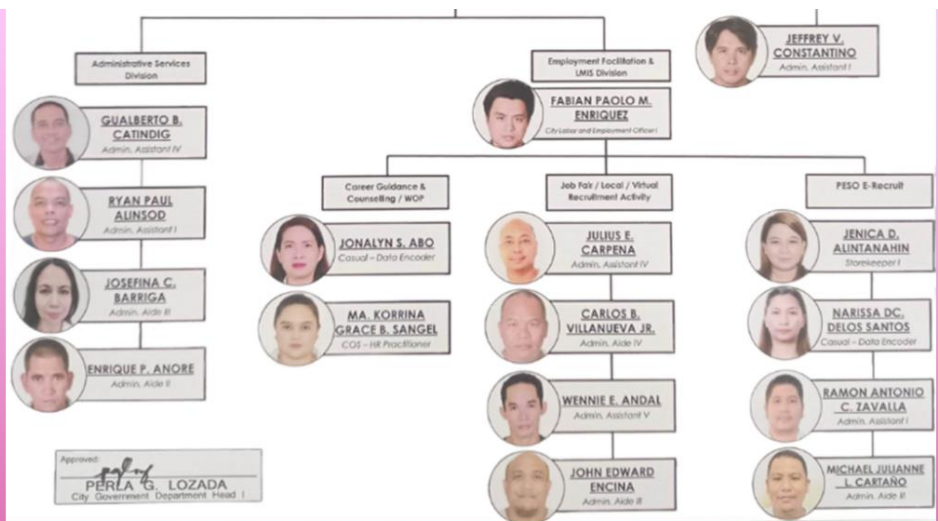 JEFFREY V.
CONSTANTINO
Admin. Assistant I
Administrative Services
Division
GUALBERTO B.
CATINDIG
Admin. Assistant IV
RYAN PAUL
ALINSOD
Admin. Assistant I
JOSEFINA C.
BARRIGA
Admin. Aide III
ENRIQUE P. ANORE
Admin. Aide II
Employment Facilitation &
LMIS Division
FABIAN PAOLO M.
ENRIQUEZ
City Labor and Employment Officer I
Career Guidance &
Counselling / WOP
JONALYN S. ABO
Casual – Data Encoder
MA. KORRINA
GRACE B. SANGEL
COS – HR Practitioner
Job Fair / Local / Virtual
Recruitment Activity
JULIUS E.
CARPENA
Admin. Assistant IV
CARLOS B.
VILLANUEVA JR.
Admin. Aide IV
WENNIE E. ANDAL
Admin. Assistant V
JOHN EDWARD
ENCINA
Admin. Aide III
PESO E-Recruit
JENICA D.
ALINTANAHIN
Storekeeper I
NARISSA DC.
DELOS SANTOS
Casual – Data Encoder
RAMON ANTONIO
C. ZAVALLA
Admin. Assistant I
MICHAEL JULIANNE
L. CARTAÑO
Admin. Aide III
Approved:
PERLA G. LOZADA
City Government Department Head I